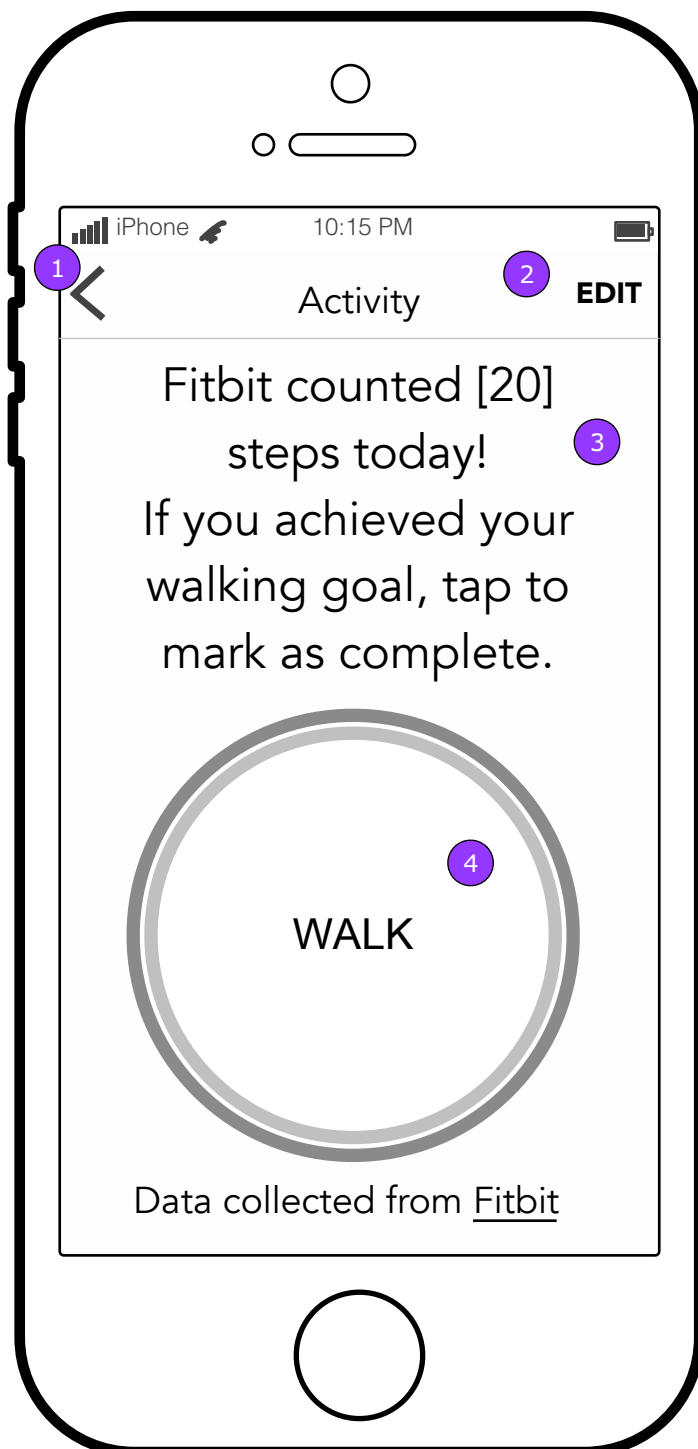 iPhone 10:15 PM
1
2
Activity EDIT
Fitbit counted [20]
steps today!
3
If you achieved your
walking goal, tap to
mark as complete.
4
WALK
Data collected from Fitbit